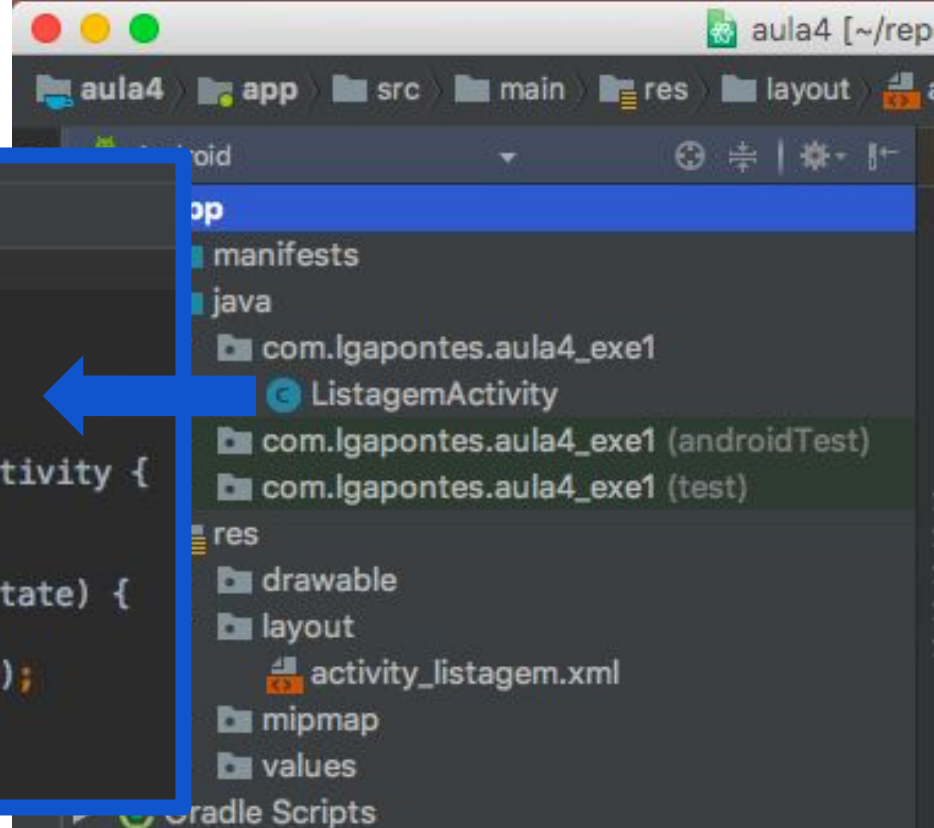 aula4 [~/rep
aula4 app src main res layout a
oid
pp
manifests
java
com.lgapontes.aula4_exe1
ListagemActivity
com.lgapontes.aula4_exe1 (androidTest)
tivity {
com.lgapontes.aula4_exe1 (test)
res
drawable
tate) {
layout
activity_listagem.xml
);
mipmap
values
Gradle Scripts